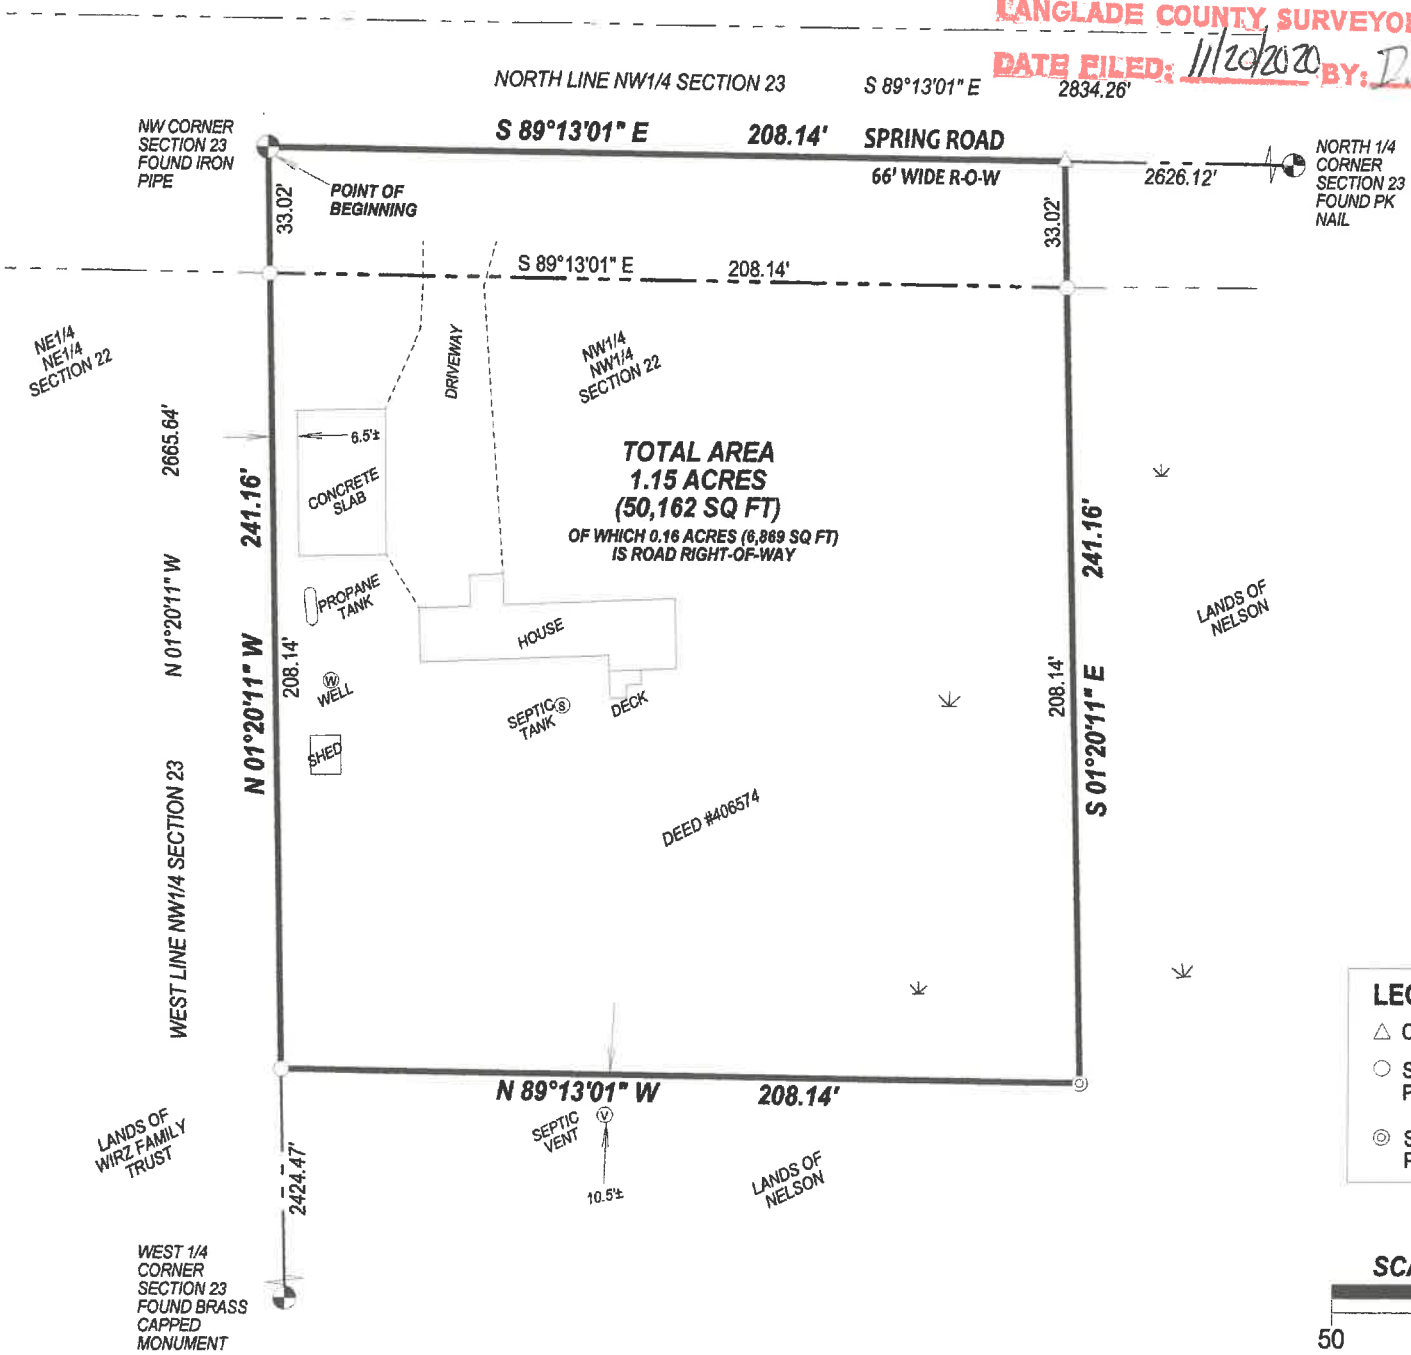 LANGLADE COUNTY SURVEYOR
DATE FILED: 11/20/2020 BY: D.
NORTH LINE NW1/4 SECTION 23 S 89°13'01" E 2834.26'
S 89°13'01" E 208.14' SPRING ROAD
66' WIDE R-O-W
2626.12'
NW CORNER
SECTION 23
FOUND IRON
PIPE
NORTH 1/4
CORNER
SECTION 23
FOUND PK
NAIL
POINT OF
BEGINNING
33.02'
33.02'
S 89°13'01" E 208.14'
NE1/4
NE1/4
SECTION 22
DRIVEWAY
NW1/4
NW1/4
SECTION 22
6.5'±
CONCRETE
SLAB
TOTAL AREA
1.15 ACRES
(50,162 SQ FT)
OF WHICH 0.16 ACRES (6,869 SQ FT)
IS ROAD RIGHT-OF-WAY
WEST LINE NW1/4 SECTION 23 N 01°20'11" W 2665.64'
N 01°20'11" W 241.16'
208.14'
PROPANE
TANK
HOUSE
W
WELL
SEPTIC S
TANK
DECK
SHED
DEED #406574
208.14'
S 01°20'11" E 241.16'
LANDS OF
NELSON
N 89°13'01" W 208.14'
SEPTIC V
VENT
10.5'±
LANDS OF
NELSON
LANDS OF
WIRZ FAMILY
TRUST
2424.47'
WEST 1/4
CORNER
SECTION 23
FOUND BRASS
CAPPED
MONUMENT
LEG
C
S
P
S
P
SCA
50